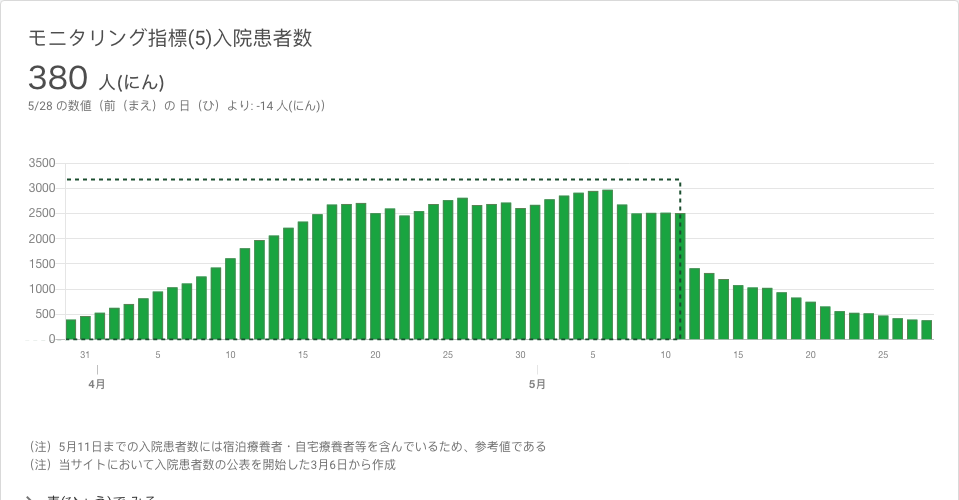 モニタリング指標(5)入院患者数
380 人(にん)
5/28 の数値（前（まえ）の 日（ひ）より: -14 人(にん)）
3500
3000
2500
2000
1500
1000
500
0
31 5 10 15 20 25 30 5 10 15 20 25
4月 5月
（注）5月11日までの入院患者数には宿泊療養者・自宅療養者等を含んでいるため、参考値である
（注）当サイトにおいて入院患者数の公表を開始した3月6日から作成